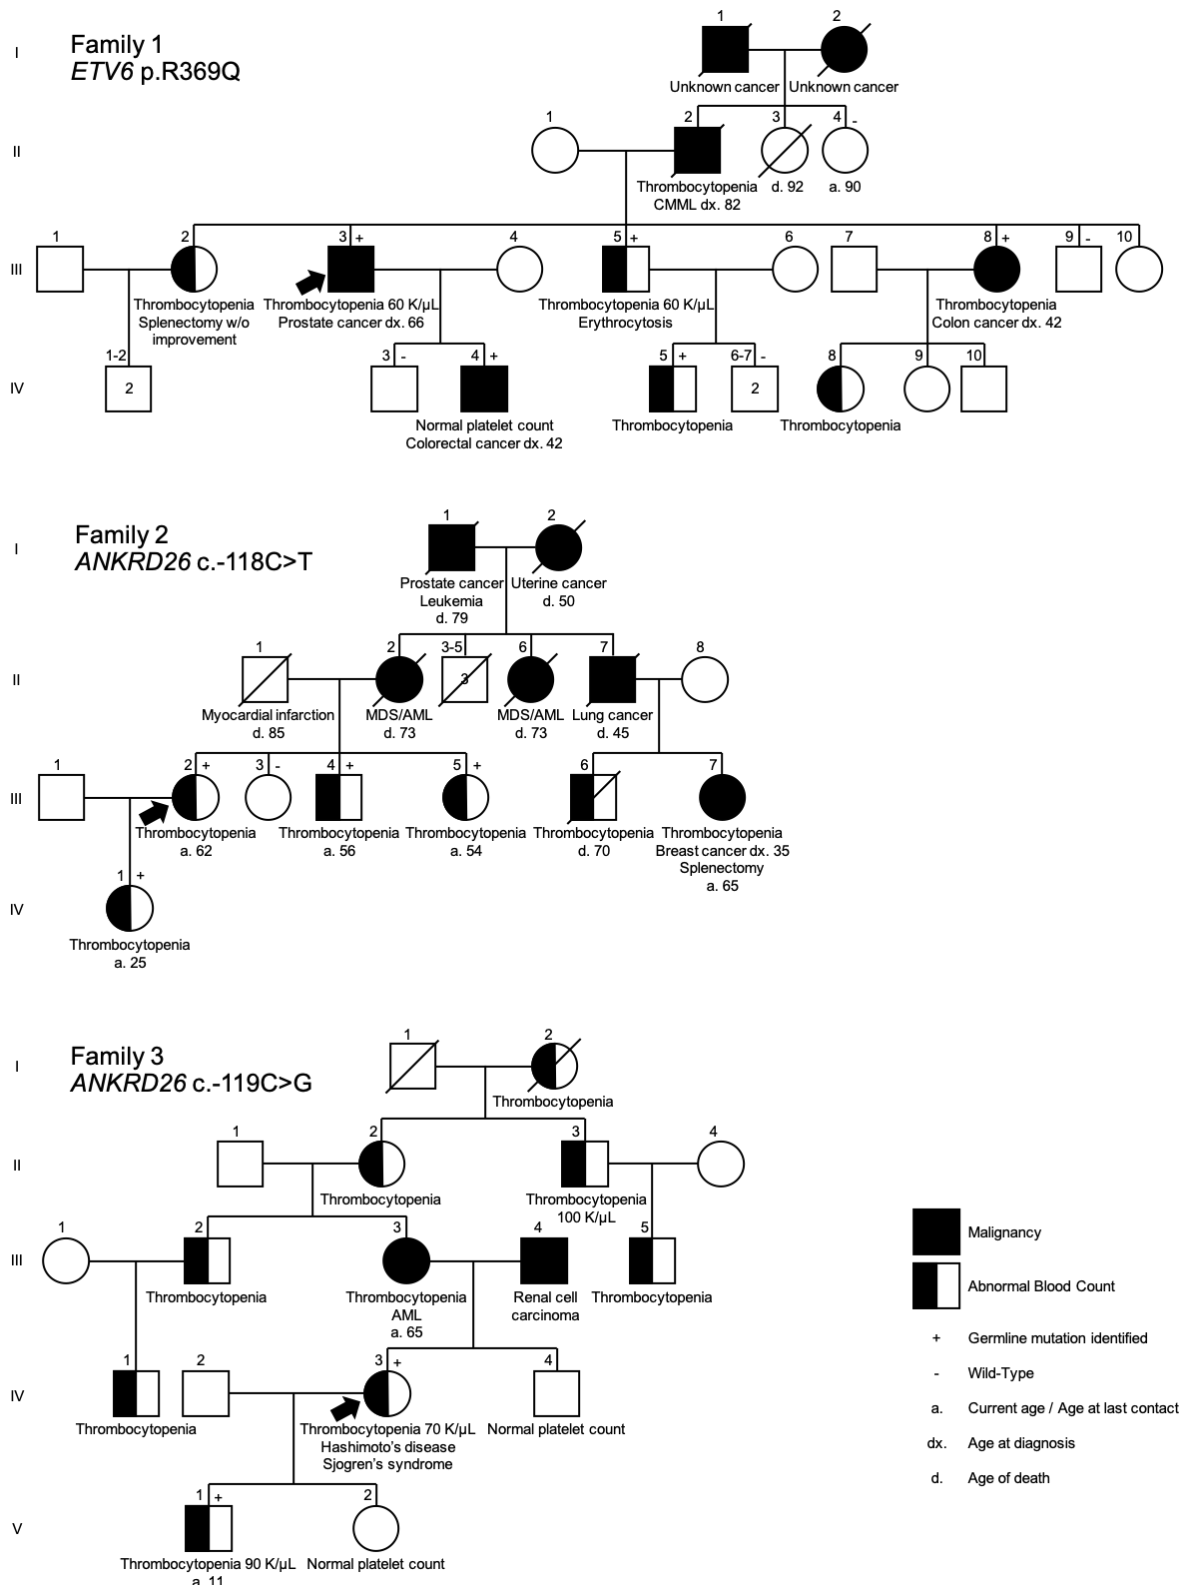 Family 1
ETV6 p.R369Q
I
1
2
Unknown cancer
Unknown cancer
II
1
2
3
4
-
Thrombocytopenia
CMML dx. 82
d. 92
a. 90
III
1
2
3
+
4
5
+
6
7
8
+
9
-
10
Thrombocytopenia
Splenectomy w/o
improvement
Thrombocytopenia 60 K/µL
Prostate cancer dx. 66
Thrombocytopenia 60 K/µL
Erythrocytosis
Thrombocytopenia
Colon cancer dx. 42
IV
1-2
2
3
-
4
+
5
+
6-7
-
2
8
9
10
Normal platelet count
Colorectal cancer dx. 42
Thrombocytopenia
Thrombocytopenia
Family 2
ANKRD26 c.-118C>T
I
1
2
Prostate cancer
Leukemia
d. 79
Uterine cancer
d. 50
II
1
2
3-5
3
6
7
8
Myocardial infarction
d. 85
MDS/AML
d. 73
MDS/AML
d. 73
Lung cancer
d. 45
III
1
2
+
3
-
4
+
5
+
6
7
Thrombocytopenia
a. 62
Thrombocytopenia
a. 56
Thrombocytopenia
a. 54
Thrombocytopenia
d. 70
Thrombocytopenia
Breast cancer dx. 35
Splenectomy
a. 65
IV
1
+
Thrombocytopenia
a. 25
Family 3
ANKRD26 c.-119C>G
I
1
2
Thrombocytopenia
II
1
2
3
4
Thrombocytopenia
Thrombocytopenia
100 K/µL
III
1
2
3
4
5
Thrombocytopenia
Thrombocytopenia
AML
a. 65
Renal cell
carcinoma
Thrombocytopenia
IV
1
2
3
+
4
Thrombocytopenia
Thrombocytopenia 70 K/µL
Hashimoto's disease
Sjogren's syndrome
Normal platelet count
V
1
+
2
Thrombocytopenia 90 K/µL
a. 11
Normal platelet count
Malignancy
Abnormal Blood Count
+ Germline mutation identified
- Wild-Type
a. Current age / Age at last contact
dx. Age at diagnosis
d. Age of death